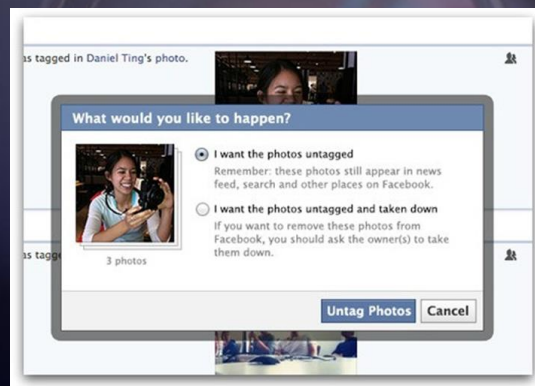 as tagged in Daniel Ting's photo.
What would you like to happen?
I want the photos untagged
Remember: these photos still appear in news
feed, search and other places on Facebook.
I want the photos untagged and taken down
If you want to remove these photos from
Facebook, you should ask the owner(s) to take
them down.
3 photos
as tagge
Untag Photos
Cancel